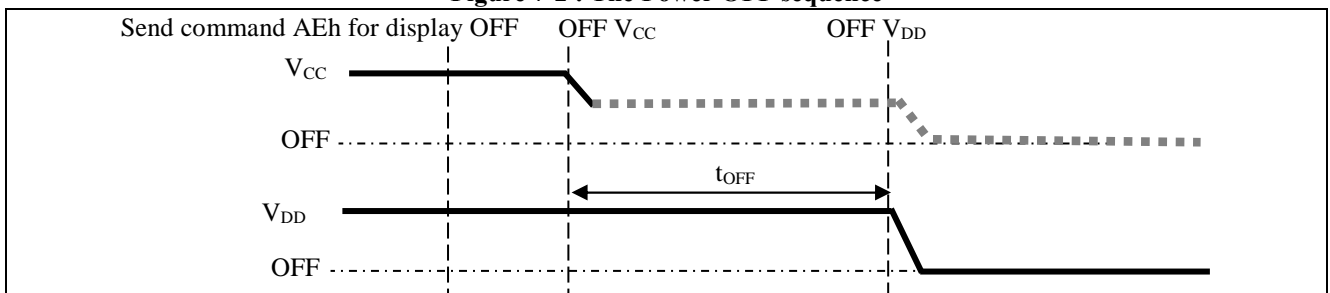 Send command AEh for display OFF OFF VCC OFF VDD
VCC
OFF
tOFF
VDD
OFF